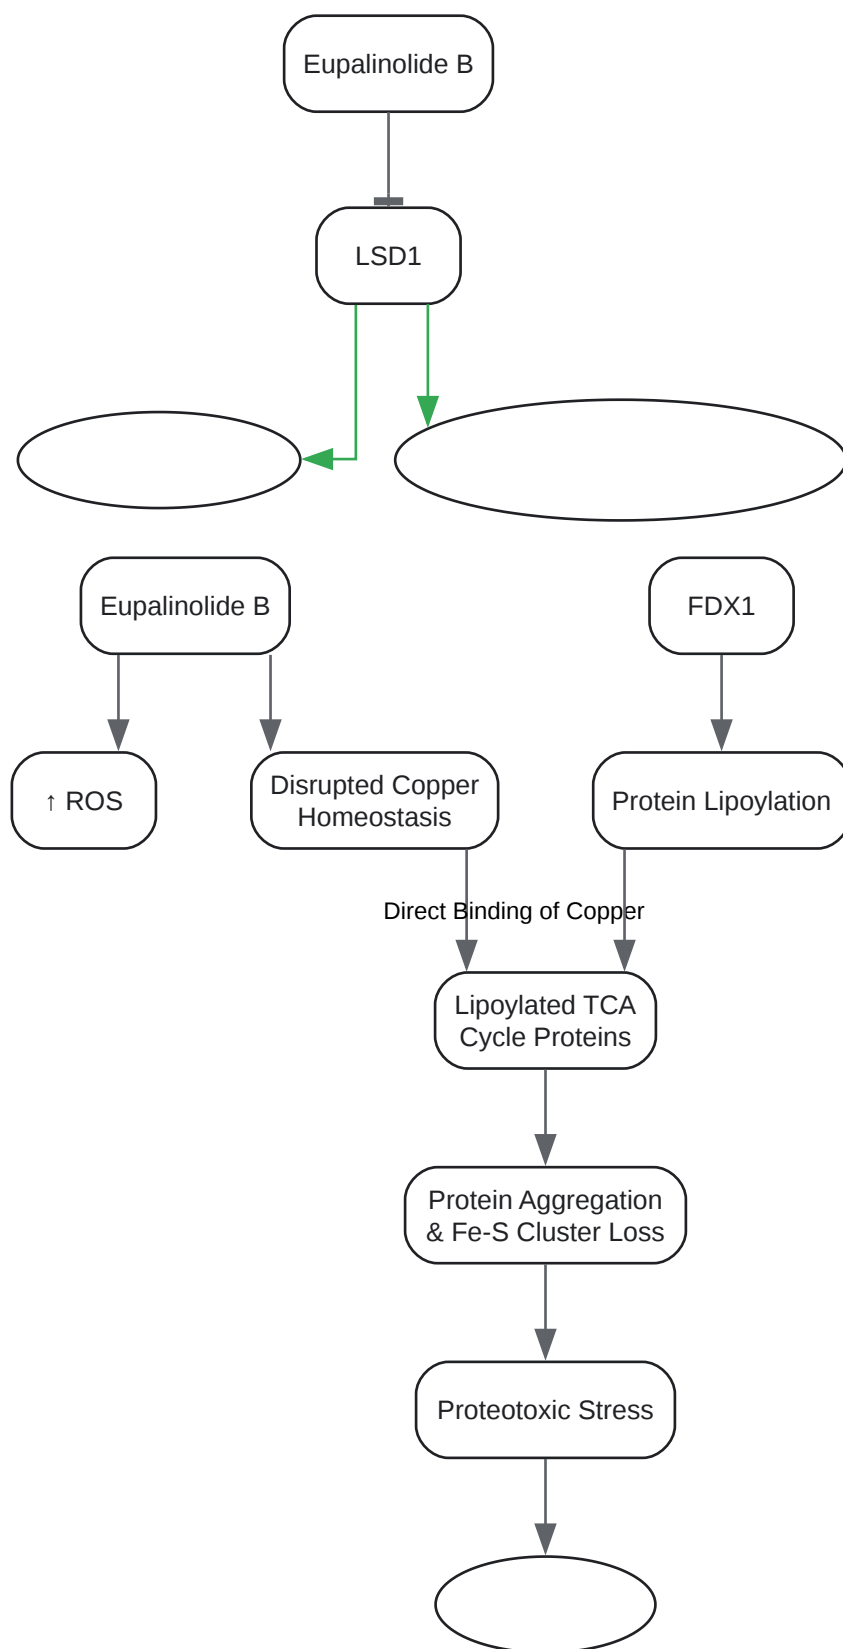 Eupalinolide B
LSD1
Eupalinolide B
FDX1
↑ ROS
Disrupted Copper
Homeostasis
Protein Lipoylation
Direct Binding of Copper
Lipoylated TCA
Cycle Proteins
Protein Aggregation
& Fe-S Cluster Loss
Proteotoxic Stress